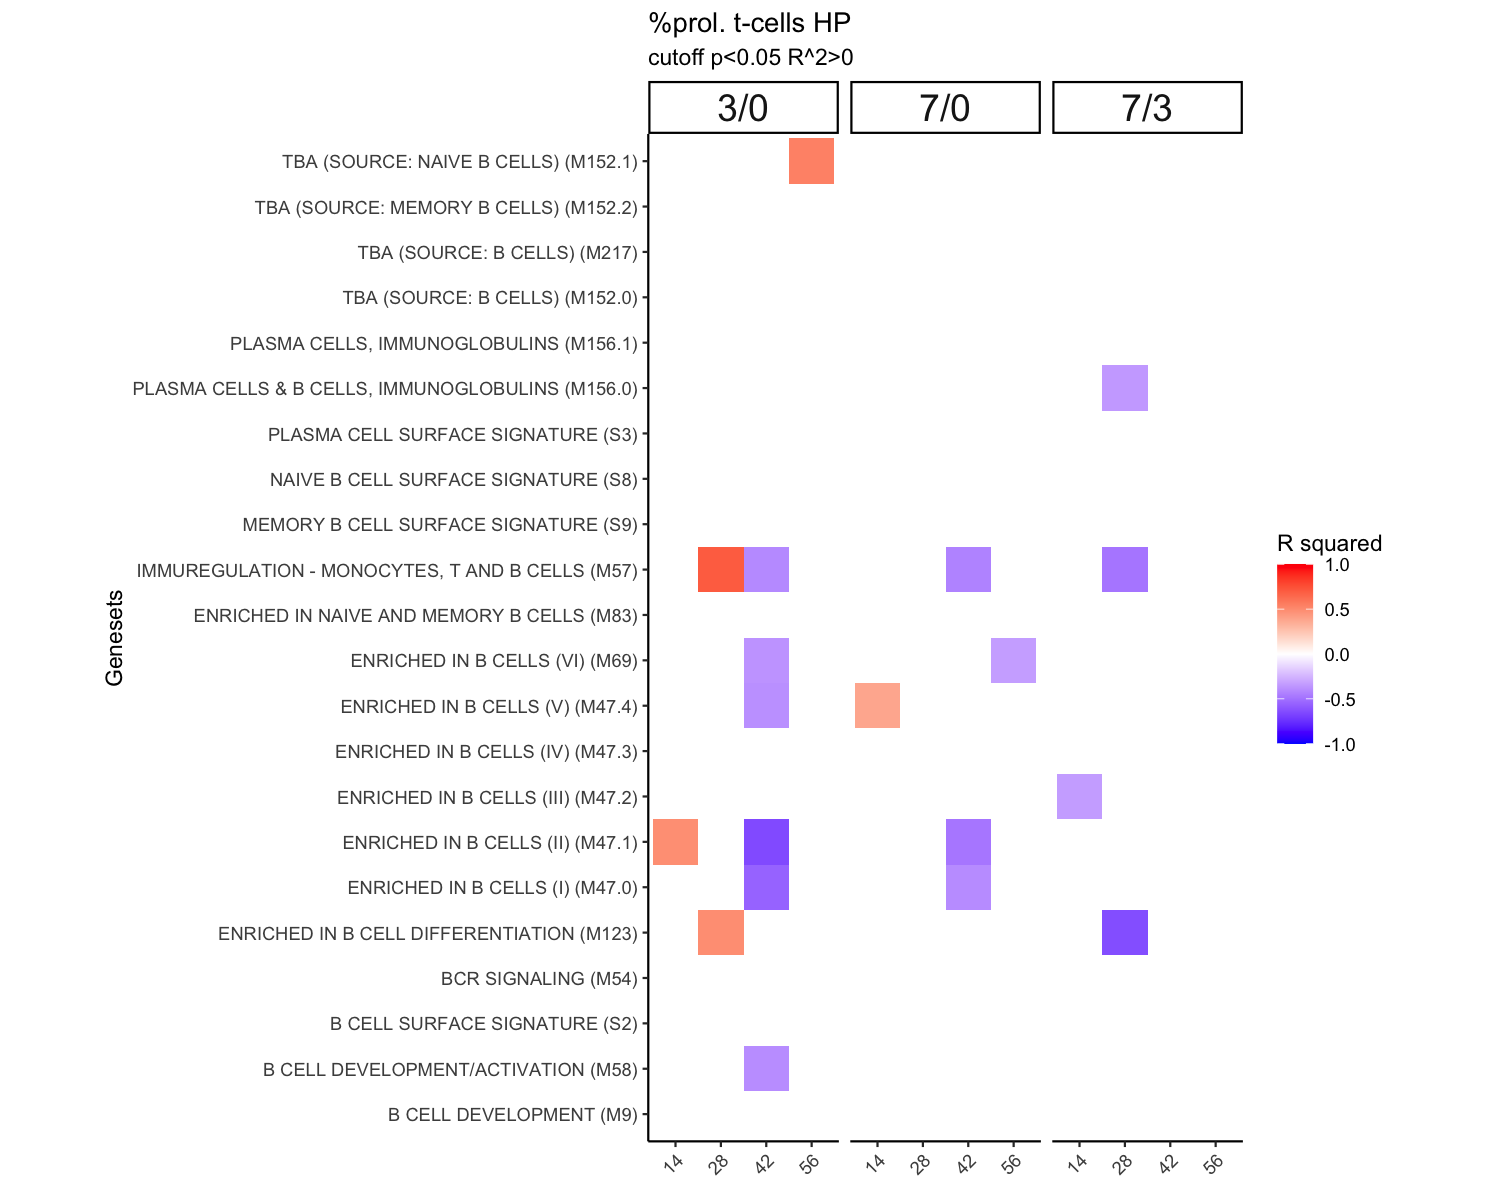 %prol. t-cells HP
cutoff p<0.05 R^2>0
3/0 7/0 7/3
TBA (SOURCE: NAIVE B CELLS) (M152.1)
TBA (SOURCE: MEMORY B CELLS) (M152.2)
TBA (SOURCE: B CELLS) (M217)
TBA (SOURCE: B CELLS) (M152.0)
PLASMA CELLS, IMMUNOGLOBULINS (M156.1)
PLASMA CELLS & B CELLS, IMMUNOGLOBULINS (M156.0)
PLASMA CELL SURFACE SIGNATURE (S3)
NAIVE B CELL SURFACE SIGNATURE (S8)
MEMORY B CELL SURFACE SIGNATURE (S9)
IMMUREGULATION - MONOCYTES, T AND B CELLS (M57)
ENRICHED IN NAIVE AND MEMORY B CELLS (M83)
ENRICHED IN B CELLS (VI) (M69)
ENRICHED IN B CELLS (V) (M47.4)
ENRICHED IN B CELLS (IV) (M47.3)
ENRICHED IN B CELLS (III) (M47.2)
ENRICHED IN B CELLS (II) (M47.1)
ENRICHED IN B CELLS (I) (M47.0)
ENRICHED IN B CELL DIFFERENTIATION (M123)
BCR SIGNALING (M54)
B CELL SURFACE SIGNATURE (S2)
B CELL DEVELOPMENT/ACTIVATION (M58)
B CELL DEVELOPMENT (M9)
Genesets
14 28 42 56 14 28 42 56 14 28 42 56
R squared
1.0
0.5
0.0
-0.5
-1.0